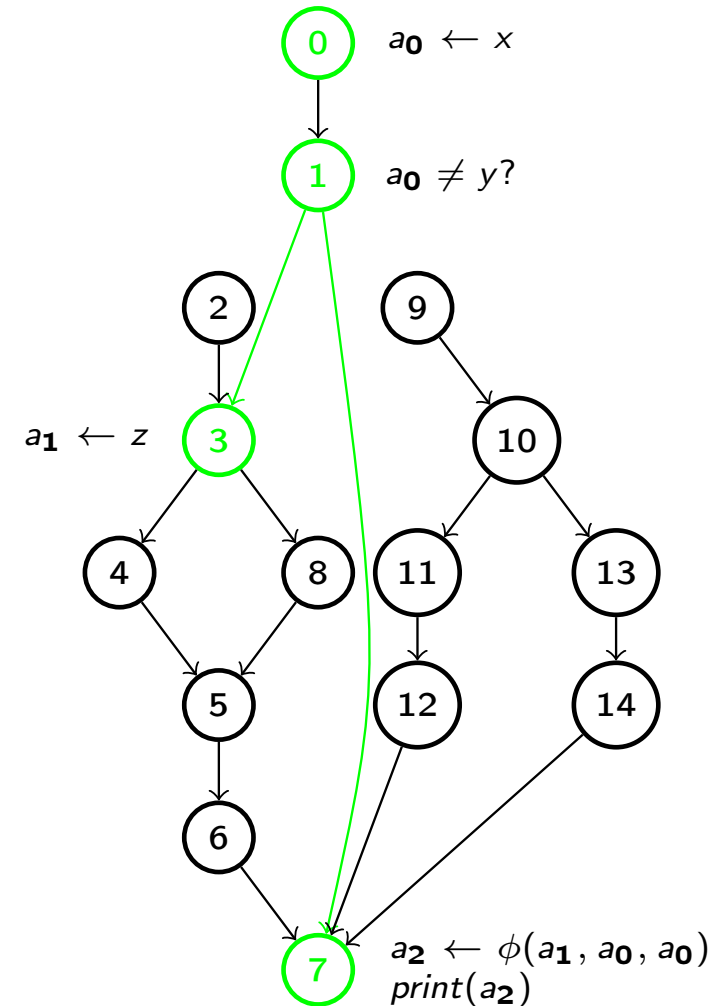 0 a₀ ← x
1 a₀ ≠ y?
2 9
a₁ ← z 3 10
4 8 11 13
5 12 14
6
7 a₂ ← ϕ(a₁, a₀, a₀)
print(a₂)